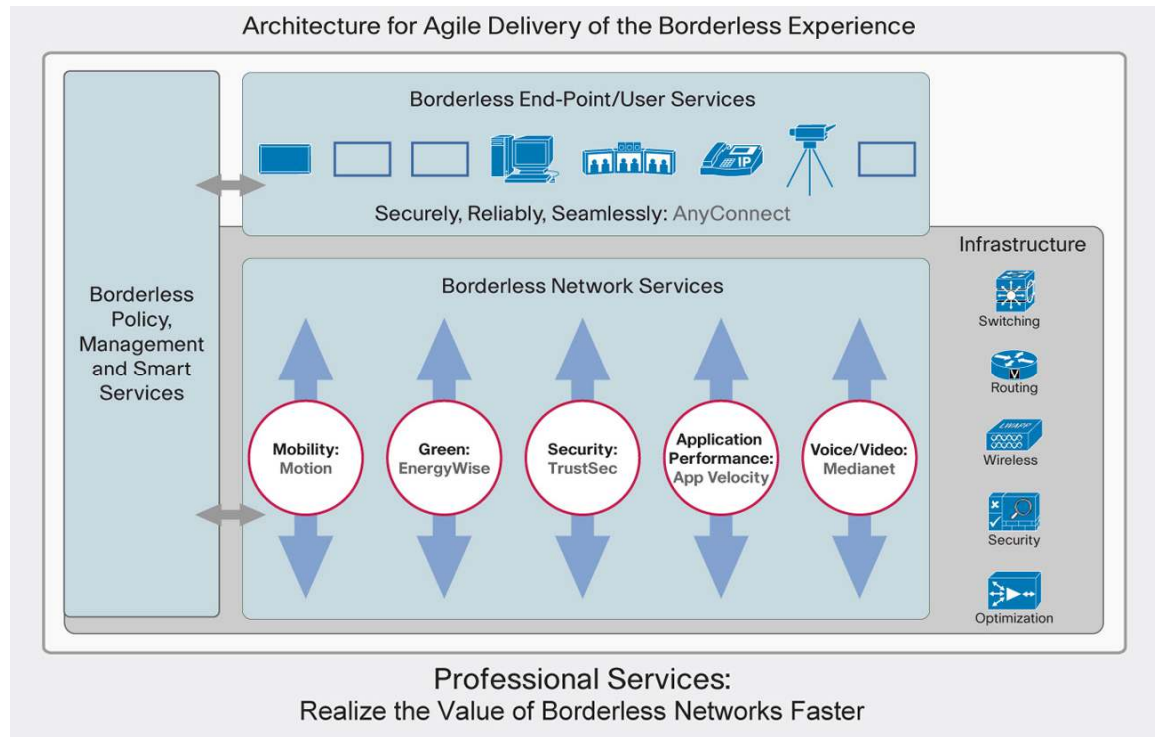 Architecture for Agile Delivery of the Borderless Experience
Borderless End-Point/User Services
IP
Securely, Reliably, Seamlessly: AnyConnect
Borderless
Policy,
Management
and Smart
Services
Borderless Network Services
Mobility:
Motion
Green:
EnergyWise
Security:
TrustSec
Application
Performance:
App Velocity
Voice/Video:
Medianet
Infrastructure
Switching
V
Routing
LWAPP
Wireless
Security
Optimization
Professional Services:
Realize the Value of Borderless Networks Faster